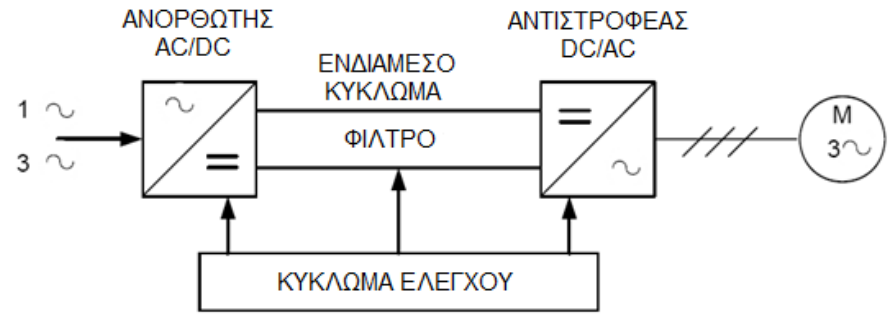 ΑΝΟΡΘΩΤΗΣ
AC/DC
ΑΝΤΙΣΤΡΟΦΕΑΣ
DC/AC
ΕΝΔΙΑΜΕΣΟ
ΚΥΚΛΩΜΑ
1 ~
3 ~
ΦΙΛΤΡΟ
M
3~
ΚΥΚΛΩΜΑ ΕΛΕΓΧΟΥ